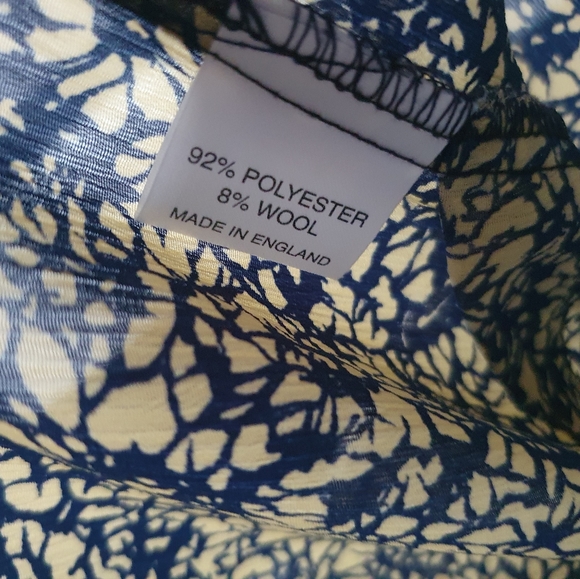 92% POLYESTER
8% WOOL
MADE IN ENGLAND